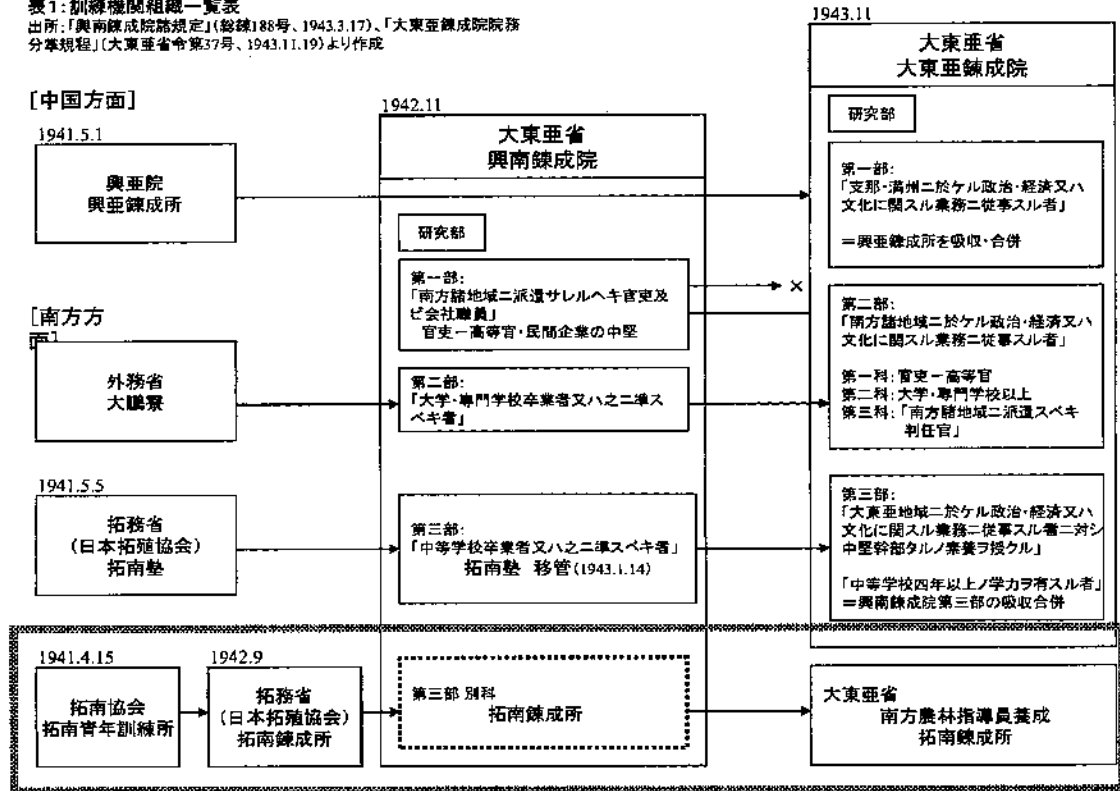 表1:訓練機関組織一覧表
出所:「興南錬成院諸規定」(総錬188号、1943.3.17)、「大東亜錬成院院務
分掌規程」(大東亜省令第37号、1943.11.19)より作成
[中国方面]
1941.5.1
興亜院
興亜錬成所
[南方方
面]
外務省
大鵬寮
1941.5.5
拓務省
(日本拓殖協会)
拓南塾
1941.4.15
拓南協会
拓南青年訓練所
1942.9
拓務省
(日本拓殖協会)
拓南錬成所
1942.11
大東亜省
興南錬成院
研究部
第一部:
「南方諸地域ニ派遣サレルヘキ官吏及
ビ会社職員」
官吏ー高等官・民間企業の中堅
×
第二部:
「大学・専門学校卒業者又ハ之ニ準ス
ベキ者」
第三部:
「中等学校卒業者又ハ之ニ準スベキ者」
拓南塾 移管(1943.1.14)
第三部 別科
拓南錬成所
1943.11
大東亜省
大東亜錬成院
研究部
第一部:
「支那・満州ニ於ケル政治・経済又ハ
文化に関スル業務ニ従事スル者」
=興亜錬成所を吸収・合併
第二部:
「南方諸地域ニ於ケル政治・経済又ハ
文化に関スル業務ニ従事スル者」
第一科:官吏ー高等官
第二科:大学・専門学校以上
第三科:「南方諸地域ニ派遣スベキ
判任官」
第三部:
「大東亜地域ニ於ケル政治・経済又ハ
文化に関スル業務ニ従事スル者ニ対シ
中堅幹部タルノ素養ヲ授クル」
「中等学校四年以上ノ学力ヲ有スル者」
=興南錬成院第三部の吸収合併
大東亜省
南方農林指導員養成
拓南錬成所